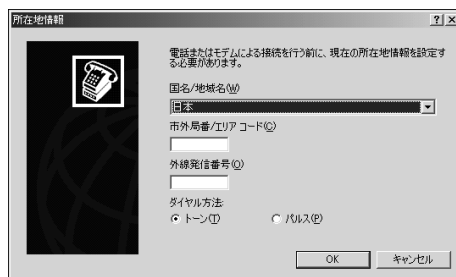 所在地情報
電話またはモデムによる接続を行う前に、現在の所在地情報を設定す
る必要があります。
国名/地域名(W)
日本
市外局番/エリア コード(C)
外線発信番号(O)
ダイヤル方法:
トーン(T) パルス(P)
OK キャンセル